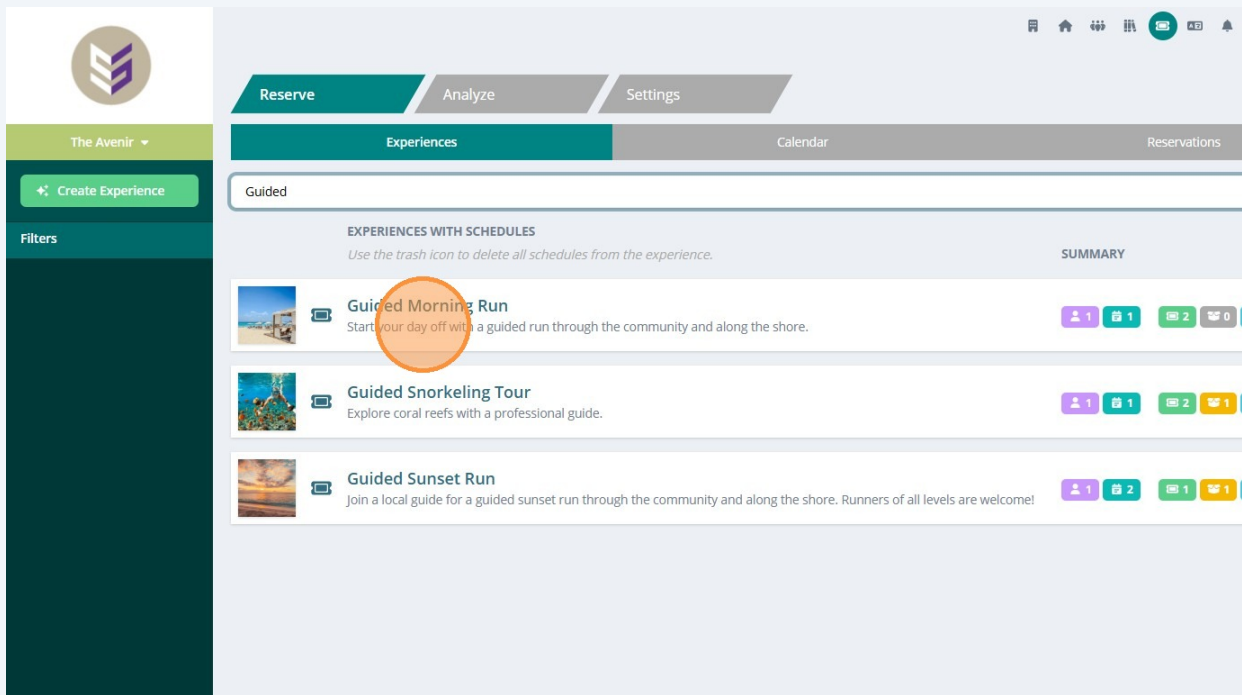 Reserve
Analyze
Settings
The Avenir
Experiences
Calendar
Reservations
Create Experience
Guided
Filters
EXPERIENCES WITH SCHEDULES
Use the trash icon to delete all schedules from the experience.
SUMMARY
Guided Morning Run
Start your day off with a guided run through the community and along the shore.
1 1 2 0
Guided Snorkeling Tour
Explore coral reefs with a professional guide.
1 1 2 1
Guided Sunset Run
Join a local guide for a guided sunset run through the community and along the shore. Runners of all levels are welcome!
1 2 1 1